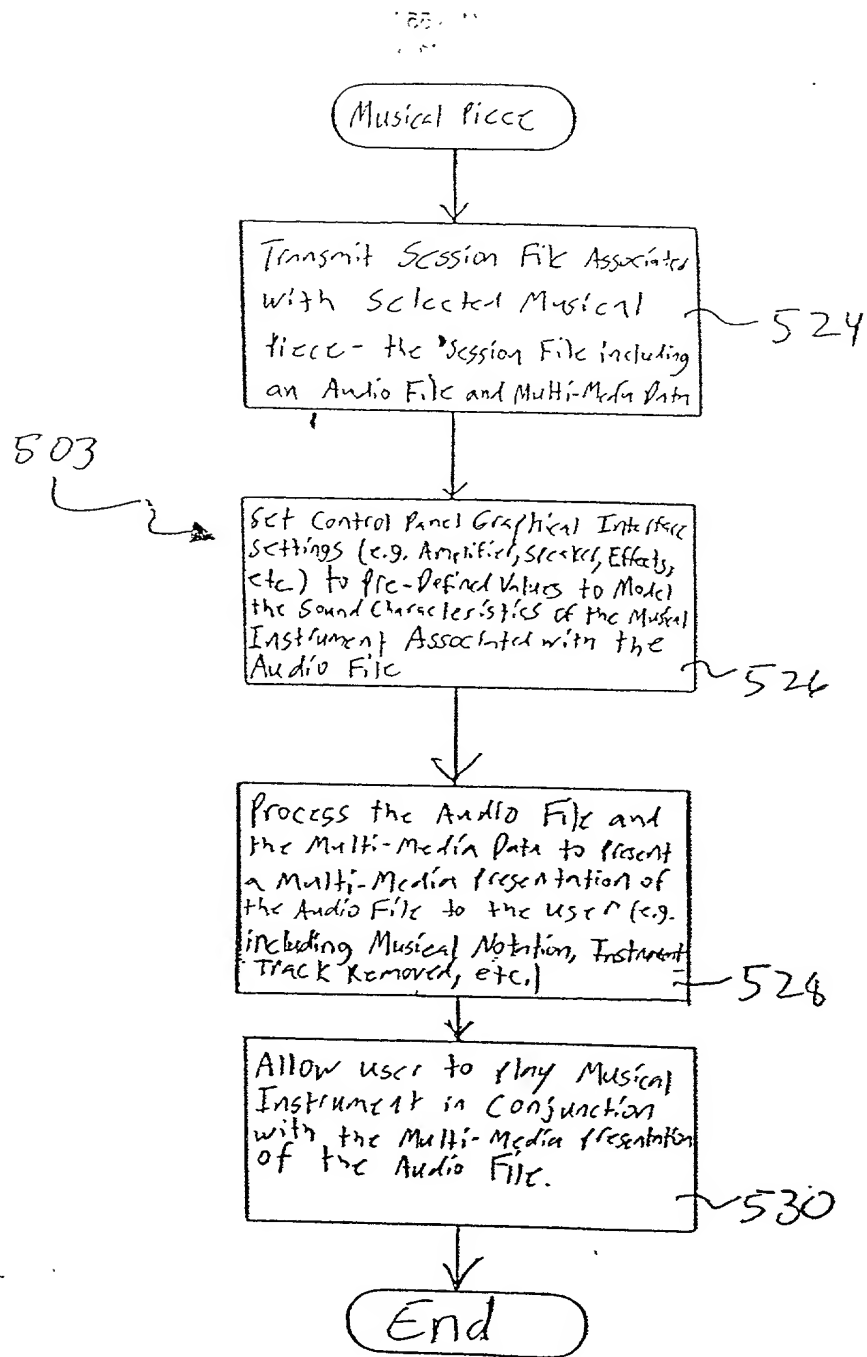 Musical Piece
Transmit Session File Associated
with Selected Musical
Piece - the Session File including
an Audio File and Multi-Media Data
524
503
Set Control Panel Graphical Interface
Settings (e.g. Amplifier, Speaker, Effects,
etc.) to Pre-Defined Values to Model
the Sound Characteristics of the Musical
Instrument Associated with the
Audio File
526
Process the Audio File and
the Multi-Media Data to Present
a Multi-Media Presentation of
the Audio File to the User (e.g.
including Musical Notation, Instrument
Track Removed, etc.)
528
Allow user to play Musical
Instrument in Conjunction
with the Multi-Media Presentation
of the Audio File.
530
End